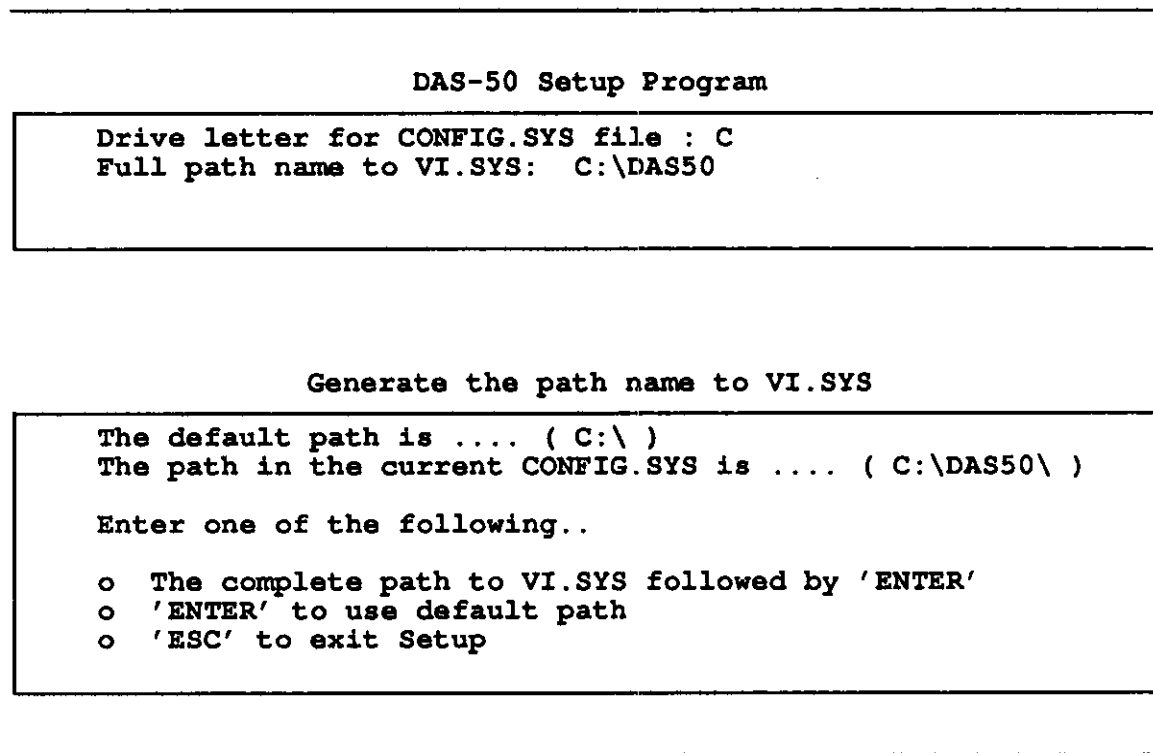 DAS-50 Setup Program
Drive letter for CONFIG.SYS file : C
Full path name to VI.SYS: C:\DAS50
Generate the path name to VI.SYS
The default path is .... ( C:\ )
The path in the current CONFIG.SYS is .... ( C:\DAS50\ )
Enter one of the following..
o The complete path to VI.SYS followed by 'ENTER'
o 'ENTER' to use default path
o 'ESC' to exit Setup